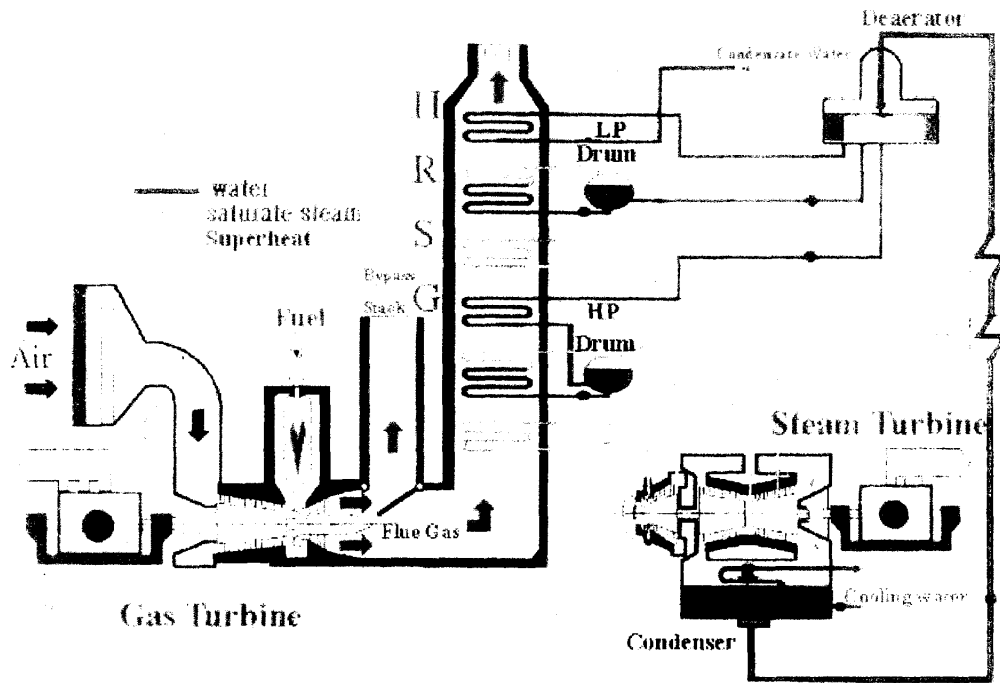 Deaerator
Condensate Water
H
LP
Drum
R
water
saturate steam
Superheat
S
Bypass
Stack
G
Fuel
HP
Drum
Air
Steam Turbine
Flue Gas
Cooling water
Gas Turbine
Condenser